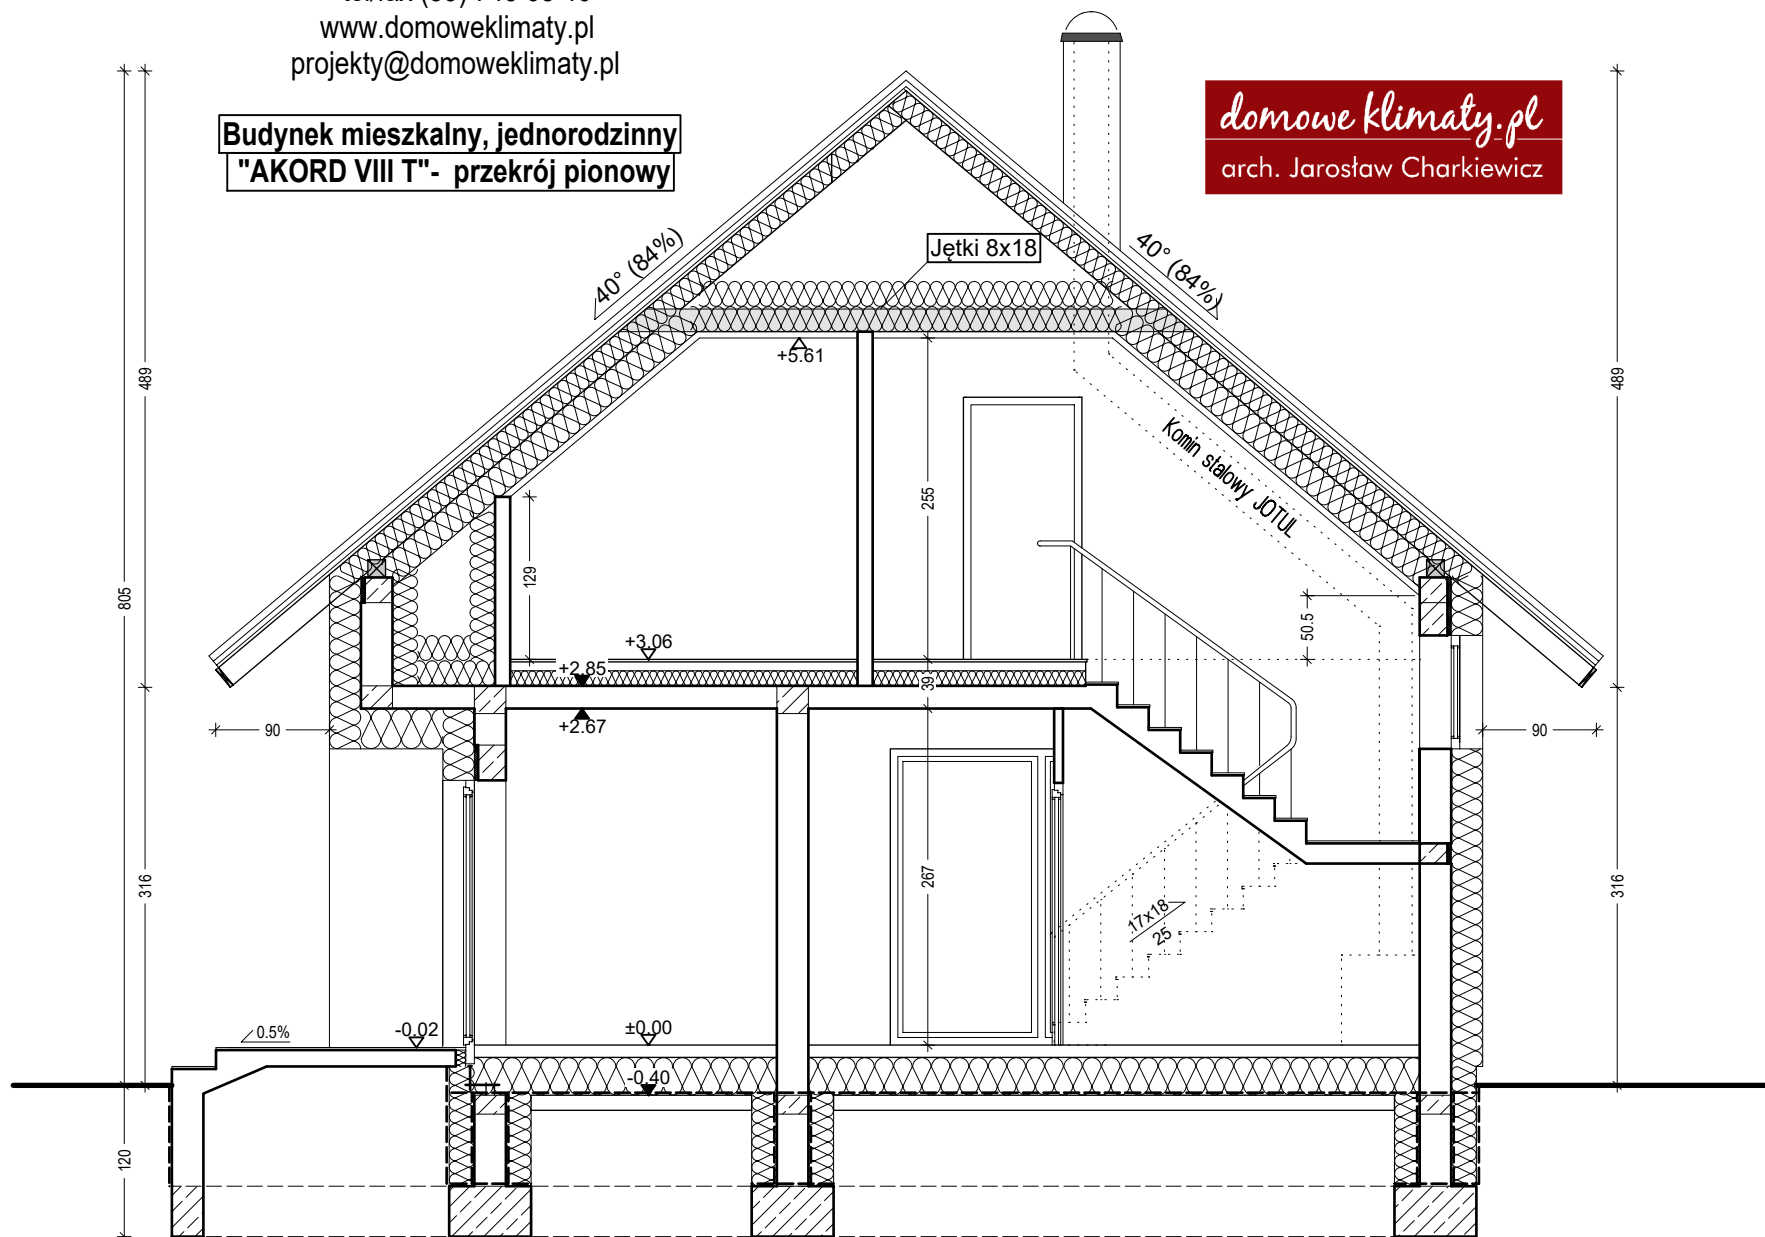 www.domoweklimaty.pl
projekty@domoweklimaty.pl
Budynek mieszkalny, jednorodzinny
"AKORD VIII T"- przekrój pionowy
domowe klimaty.pl
arch. Jarosław Charkiewicz
40° (84%)
Jętki 8x18
40° (84%)
+5.61
489
489
Komin stalowy JOTUL
255
129
805
50.5
+3.06
+2.85
39
+2.67
90
90
316
267
316
17x18
25
0.5%
-0.02
±0.00
-0.40
120